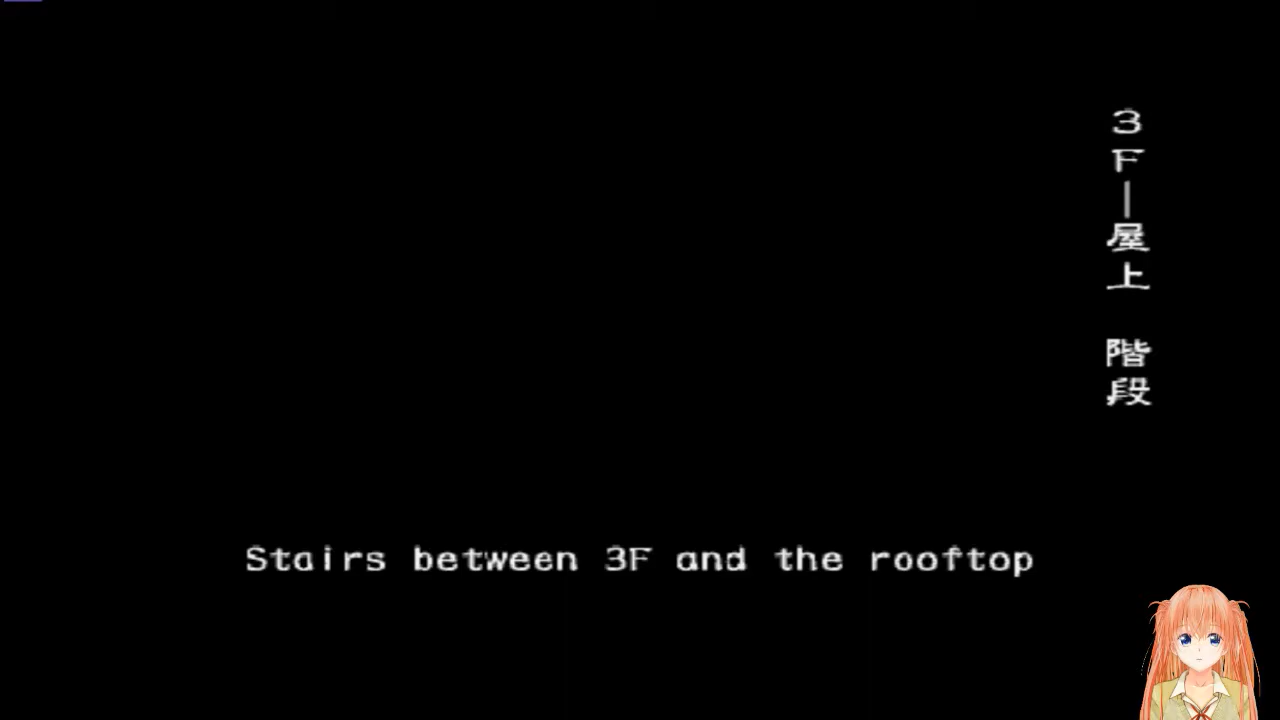 3F|屋上 階段
Stairs between 3F and the rooftop